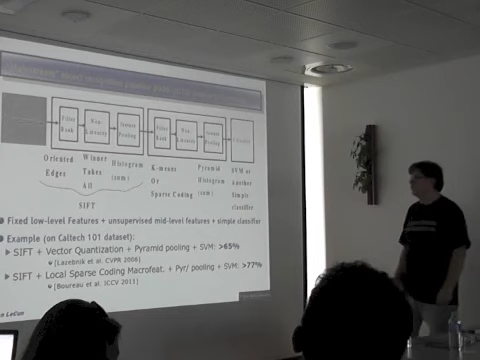 Filter Bank
Non-Linearity
feature Pooling
Filter Bank
Non-Linearity
feature Pooling
Classifier
Oriented Edges
Winner Takes All
Histogram (sum)
K-means Or Sparse Coding
Pyramid Histogram (sum)
SVM or another Simple classifier
SIFT
Fixed low-level Features + unsupervised mid-level features + simple classifier
Example (on Caltech 101 dataset):
SIFT + Vector Quantization + Pyramid pooling + SVM: >65%
[Lazebnik et al. CVPR 2006]
SIFT + Local Sparse Coding Macrofeat. + Pyr/ pooling + SVM: >77%
[Boureau et al. ICCV 2011]
LeCun